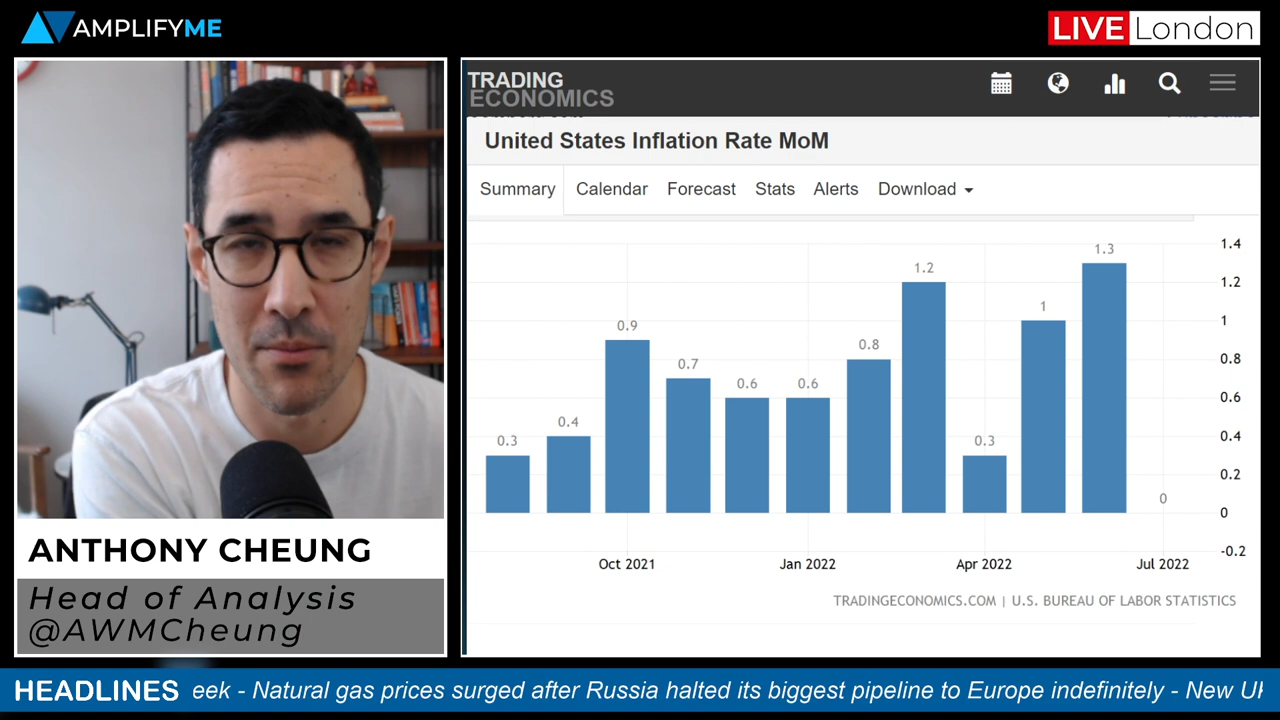 AMPLIFYME
LIVE London
TRADING
ECONOMICS
United States Inflation Rate MoM
Summary Calendar Forecast Stats Alerts Download
1.4
1.2
1
0.8
0.6
0.4
0.2
0
-0.2
0.3 0.4 0.9 0.7 0.6 0.6 0.8 1.2 0.3 1 1.3 0
Oct 2021 Jan 2022 Apr 2022 Jul 2022
TRADINGECONOMICS.COM | U.S. BUREAU OF LABOR STATISTICS
ANTHONY CHEUNG
Head of Analysis
@AWMCheung
HEADLINES eek - Natural gas prices surged after Russia halted its biggest pipeline to Europe indefinitely - New